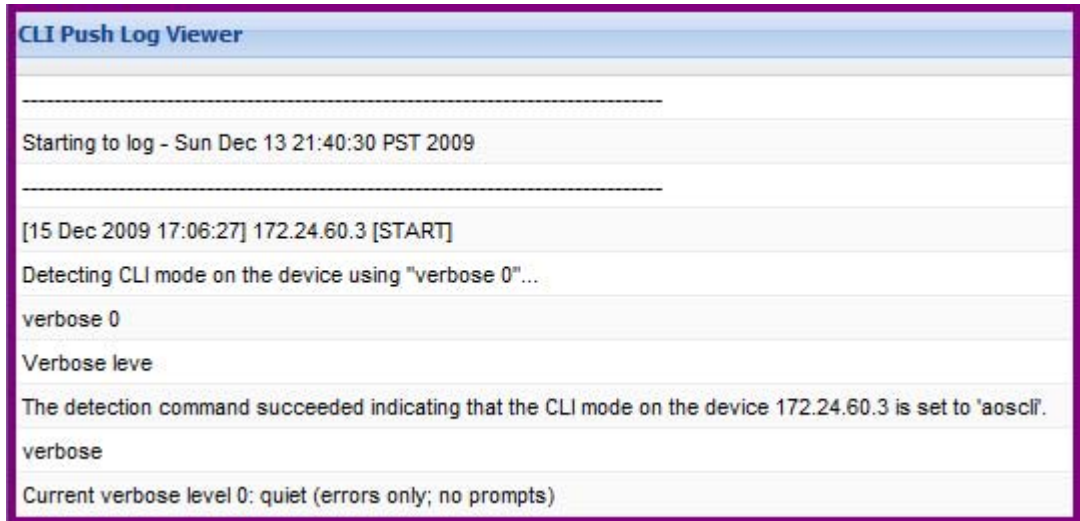 CLI Push Log Viewer
--------------------------------------------------------------------------------
Starting to log - Sun Dec 13 21:40:30 PST 2009
--------------------------------------------------------------------------------
[15 Dec 2009 17:06:27] 172.24.60.3 [START]
Detecting CLI mode on the device using "verbose 0"...
verbose 0
Verbose leve
The detection command succeeded indicating that the CLI mode on the device 172.24.60.3 is set to 'aoscli'.
verbose
Current verbose level 0: quiet (errors only; no prompts)